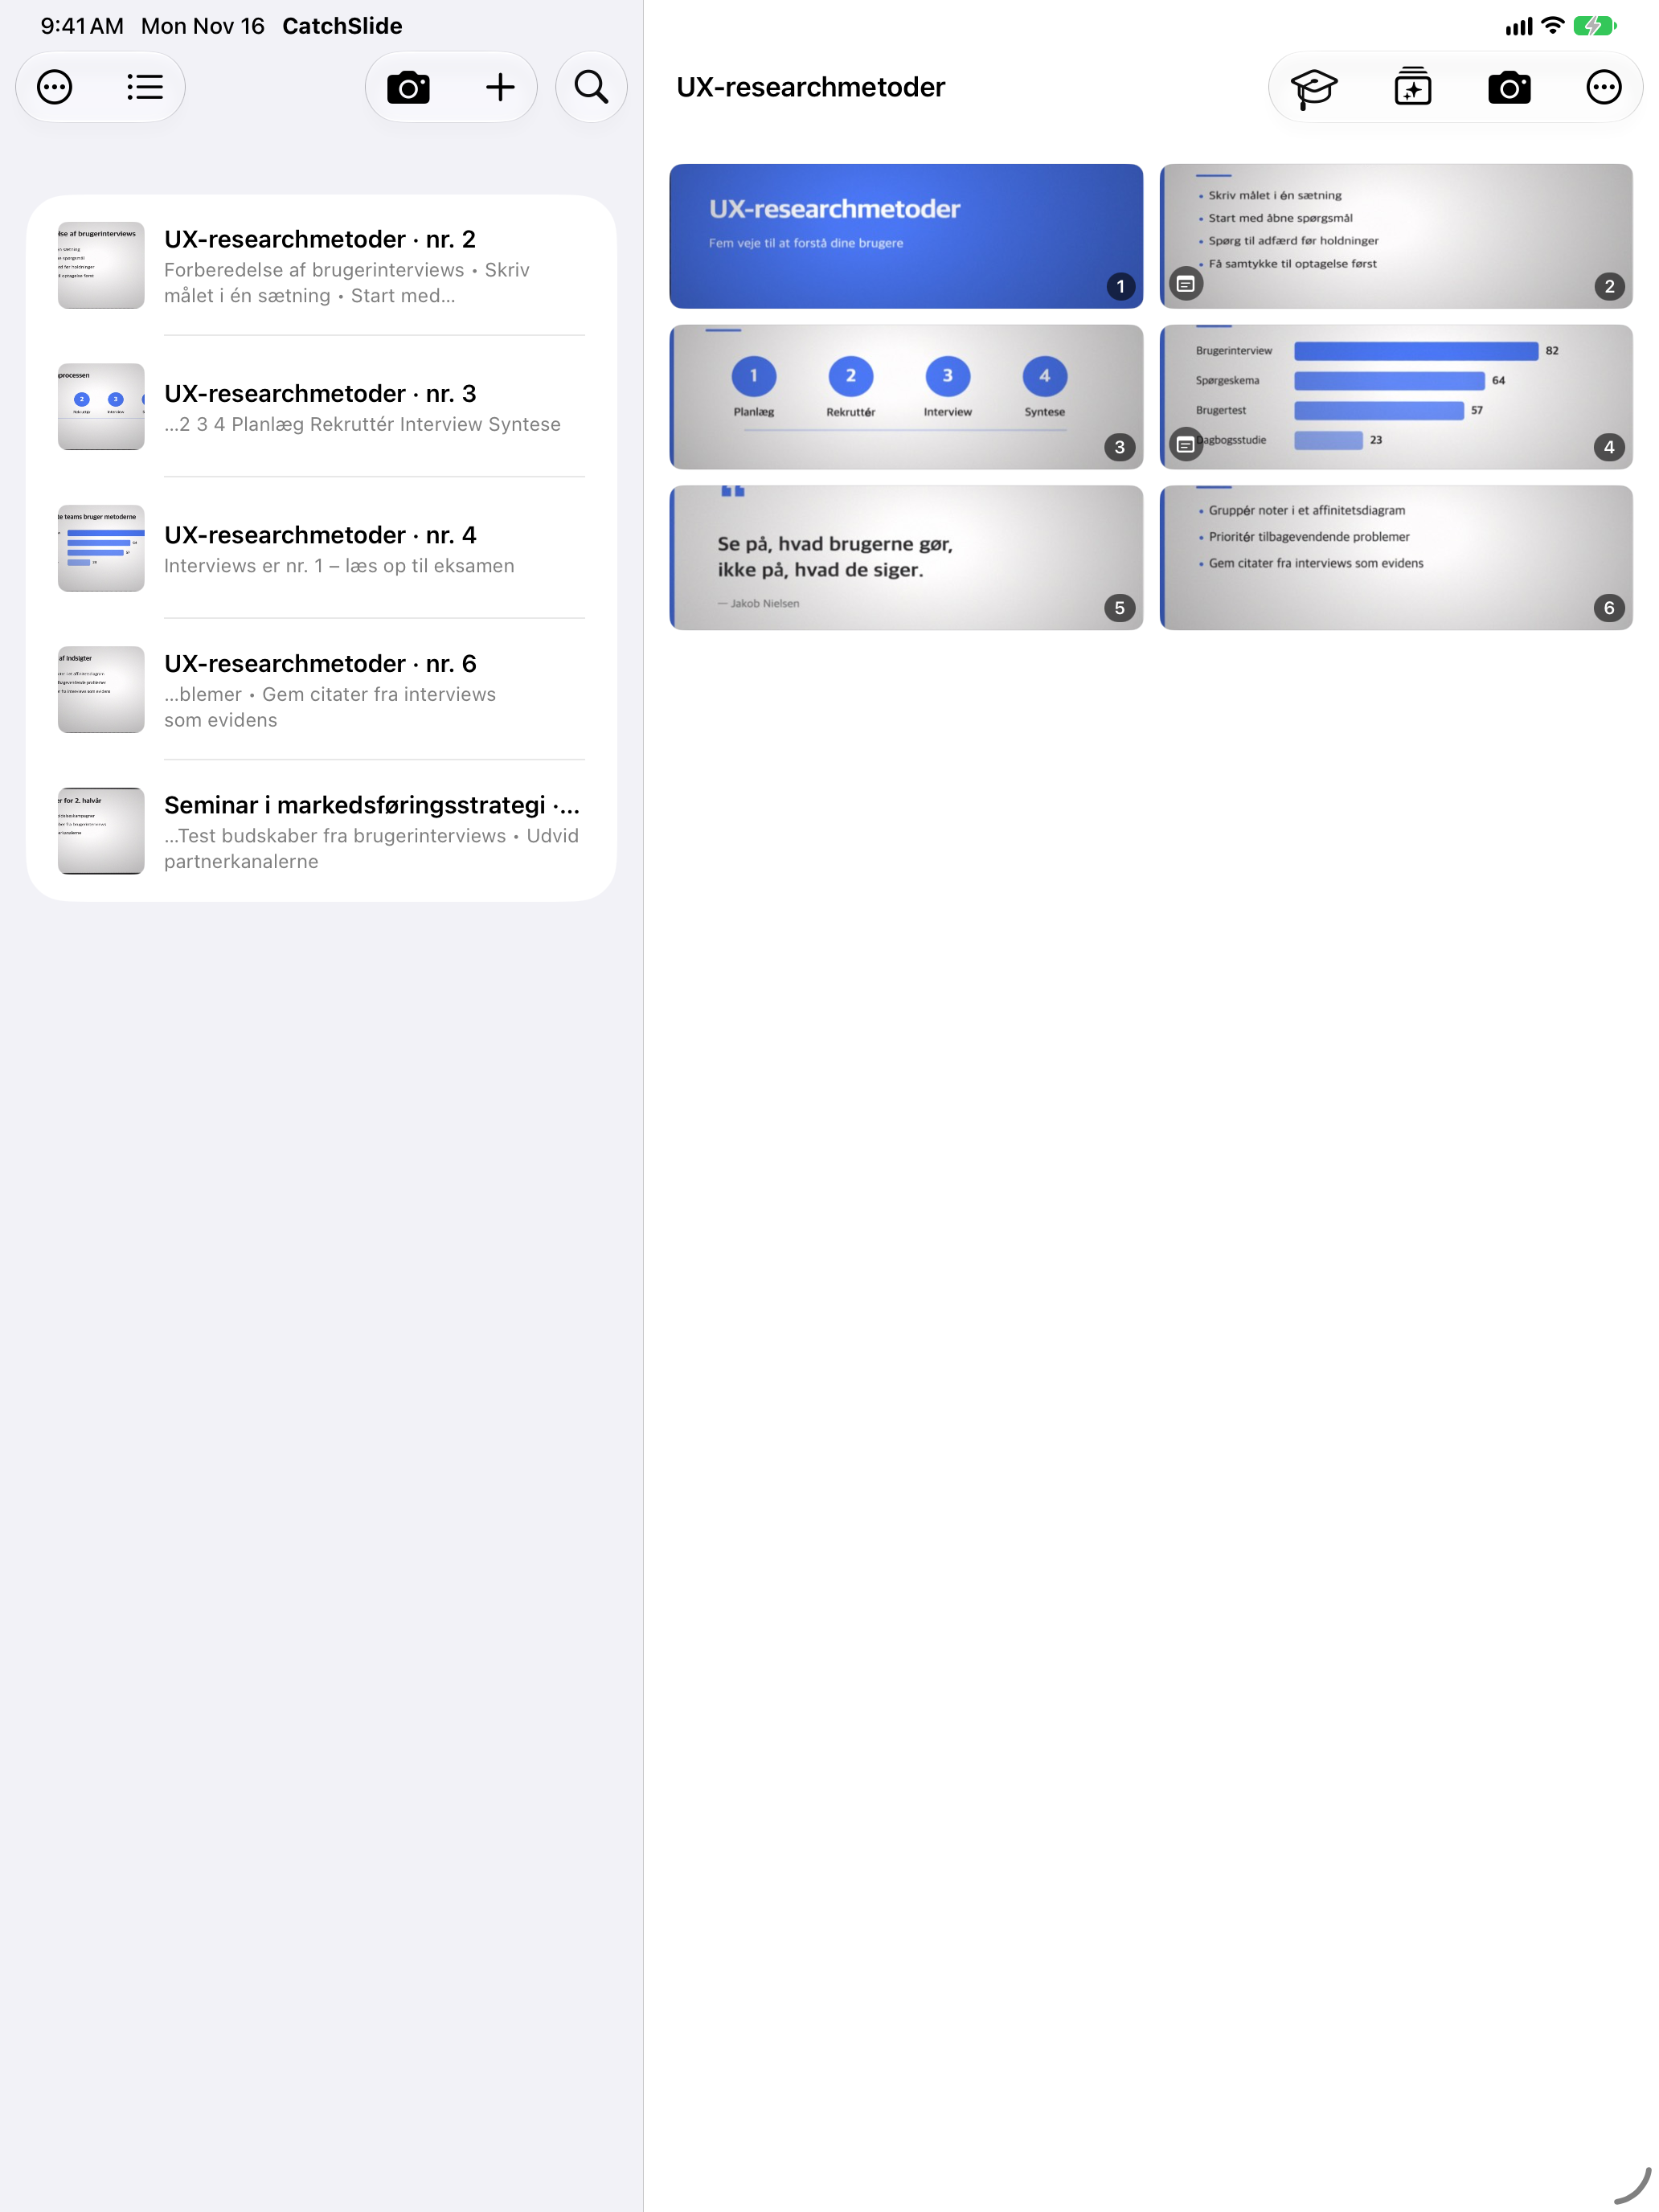 9:41 AM Mon Nov 16 CatchSlide
UX-researchmetoder · nr. 2
Forberedelse af brugerinterviews • Skriv
målet i én sætning • Start med...
UX-researchmetoder · nr. 3
...2 3 4 Planlæg Rekruttér Interview Syntese
UX-researchmetoder · nr. 4
Interviews er nr. 1 – læs op til eksamen
UX-researchmetoder · nr. 6
...blemer • Gem citater fra interviews
som evidens
Seminar i markedsføringsstrategi ·...
...Test budskaber fra brugerinterviews • Udvid
partnerkanalerne
UX-researchmetoder
UX-researchmetoder
Fem veje til at forstå dine brugere
1
• Skriv målet i én sætning
• Start med åbne spørgsmål
• Spørg til adfærd før holdninger
• Få samtykke til optagelse først
2
1 2 3 4
Planlæg Rekruttér Interview Syntese
3
Brugerinterview 82
Spørgeskema 64
Brugertest 57
Dagbogsstudie 23
4
Se på, hvad brugerne gør,
ikke på, hvad de siger.
— Jakob Nielsen
5
• Gruppér noter i et affinitetsdiagram
• Prioritér tilbagevendende problemer
• Gem citater fra interviews som evidens
6